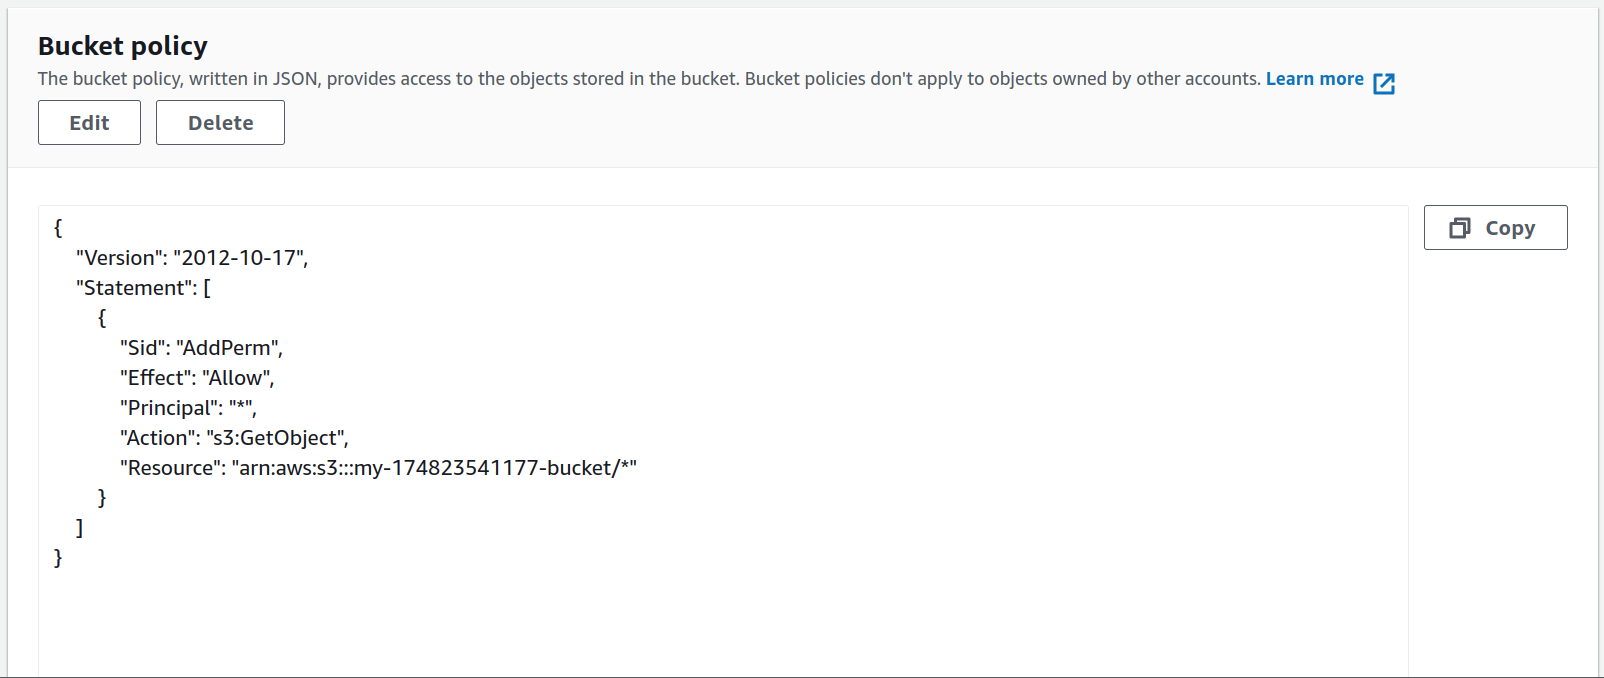 Bucket policy
The bucket policy, written in JSON, provides access to the objects stored in the bucket. Bucket policies don't apply to objects owned by other accounts. Learn more
Edit Delete
Copy
{
"Version": "2012-10-17",
"Statement": [
{
"Sid": "AddPerm",
"Effect": "Allow",
"Principal": "*",
"Action": "s3:GetObject",
"Resource": "arn:aws:s3:::my-174823541177-bucket/*"
}
]
}